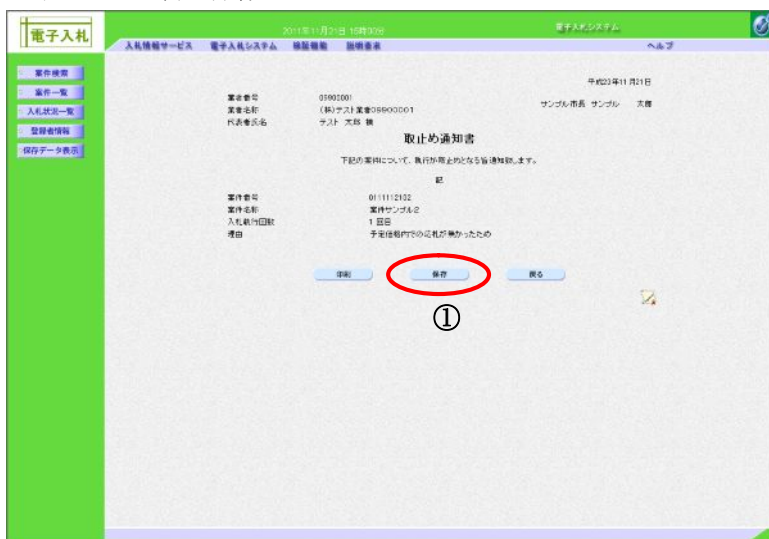 電子入札
2011年11月21日 15時00分
電子入札システム
入札情報サービス 電子入札システム 検証機能 説明要求 ヘルプ
案件検索
案件一覧
入札状況一覧
登録者情報
保存データ表示
平成23年11月21日
業者番号 09900001
業者名称 (株)テスト業者09900001
代表者氏名 テスト 太郎 様
サンプル市長 サンプル 太郎
取止め通知書
下記の案件について、執行が取止めとなる旨通知致します。
記
案件番号 0111112102
案件名称 案件サンプル2
入札執行回数 1 回目
理由 予定価格内での応札が無かったため
印刷 保存 戻る
①